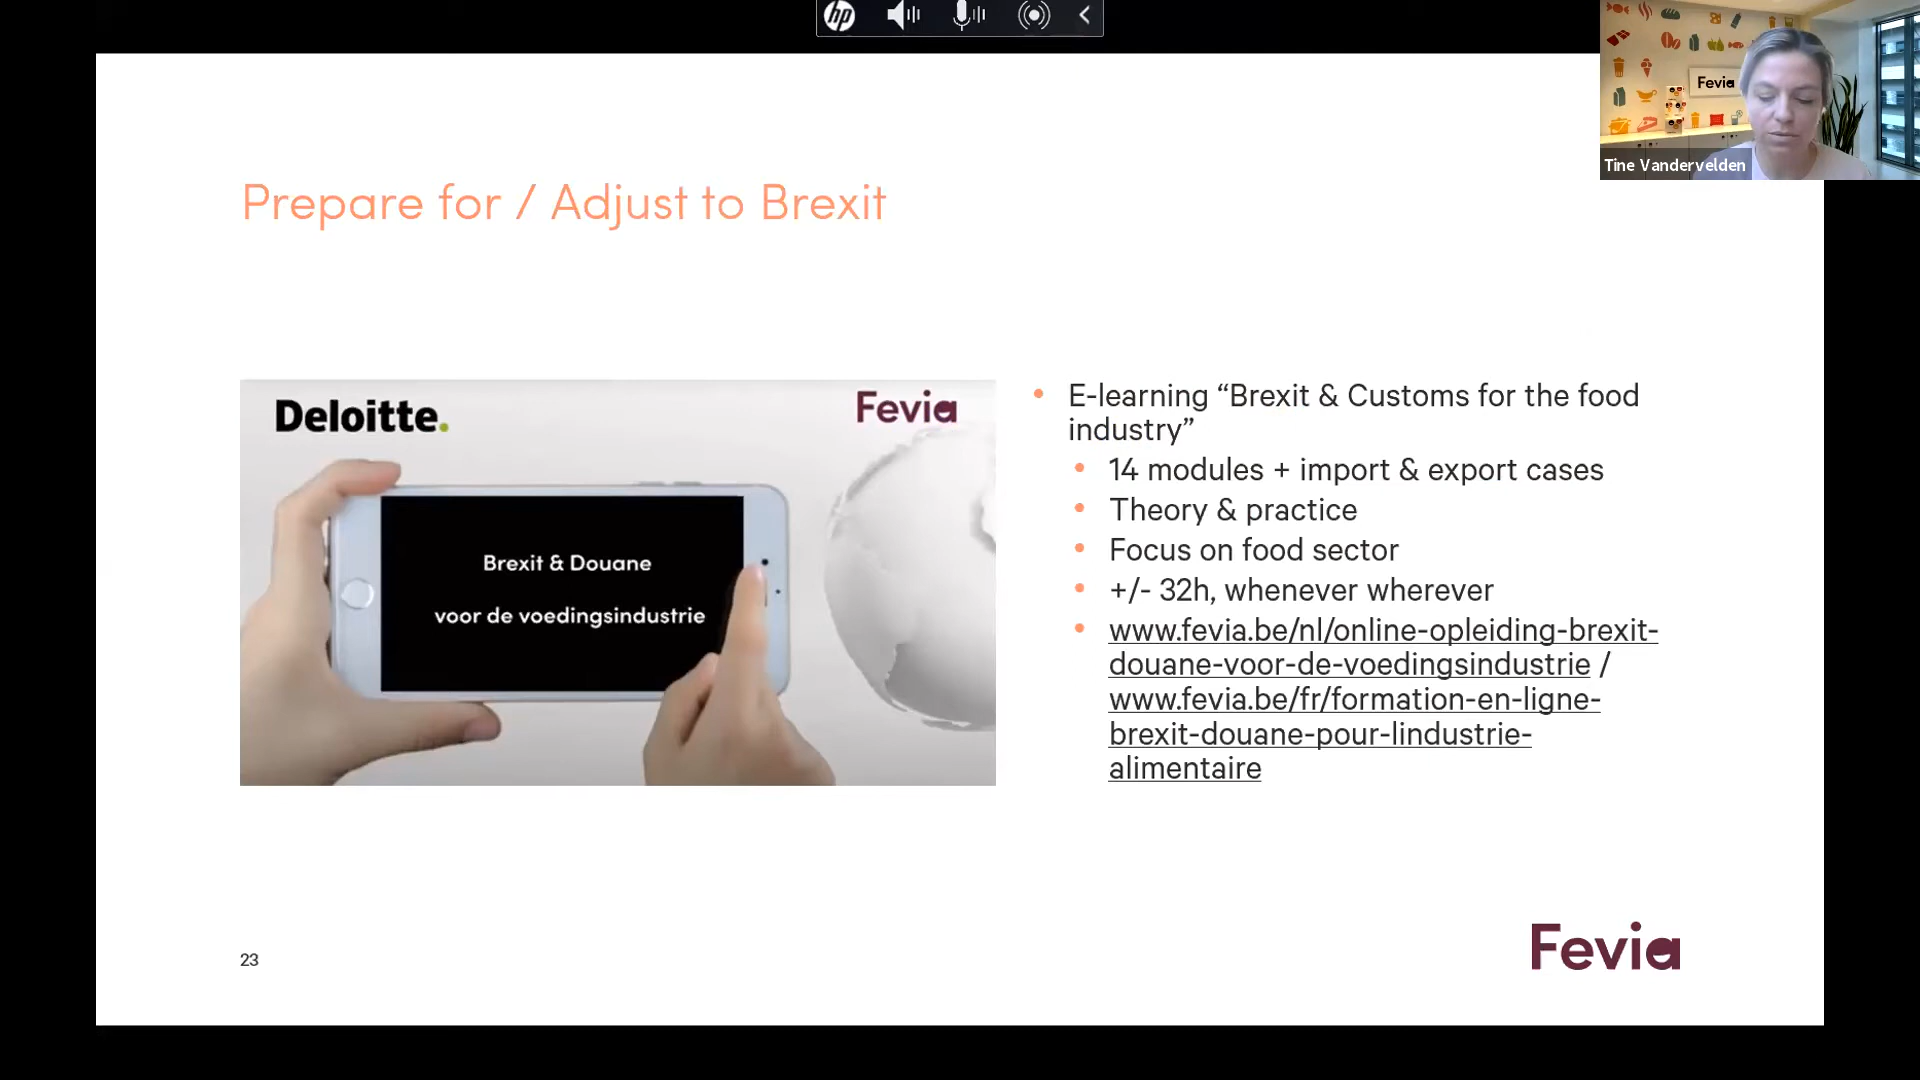 hp
Fevia
Tine Vandervelden
Prepare for / Adjust to Brexit
Deloitte.
Fevia
Brexit & Douane
voor de voedingsindustrie
• E-learning “Brexit & Customs for the food
industry”
• 14 modules + import & export cases
• Theory & practice
• Focus on food sector
• +/- 32h, whenever wherever
• www.fevia.be/nl/online-opleiding-brexit-
douane-voor-de-voedingsindustrie /
www.fevia.be/fr/formation-en-ligne-
brexit-douane-pour-lindustrie-
alimentaire
23
Fevia